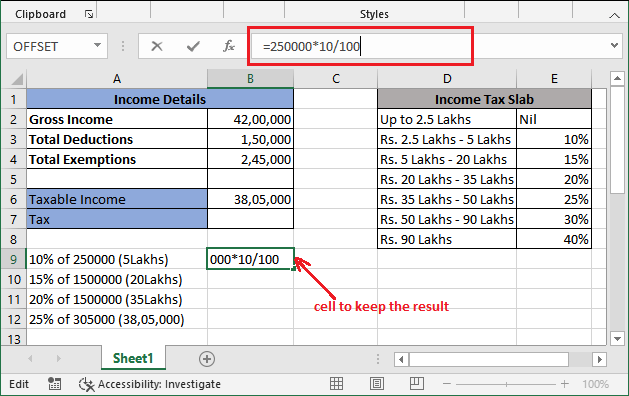 Clipboard Styles
OFFSET fx =250000*10/100
A B C D E
1 Income Details Income Tax Slab
2 Gross Income 42,00,000 Up to 2.5 Lakhs Nil
3 Total Deductions 1,50,000 Rs. 2.5 Lakhs - 5 Lakhs 10%
4 Total Exemptions 2,45,000 Rs. 5 Lakhs - 20 Lakhs 15%
5 Rs. 20 Lakhs - 35 Lakhs 20%
6 Taxable Income 38,05,000 Rs. 35 Lakhs - 50 Lakhs 25%
7 Tax Rs. 50 Lakhs - 90 Lakhs 30%
8 Rs. 90 Lakhs 40%
9 10% of 250000 (5Lakhs) 000*10/100
10 15% of 1500000 (20Lakhs)
11 20% of 1500000 (35Lakhs) cell to keep the result
12 25% of 305000 (38,05,000)
13
Sheet1
Edit Accessibility: Investigate 100%